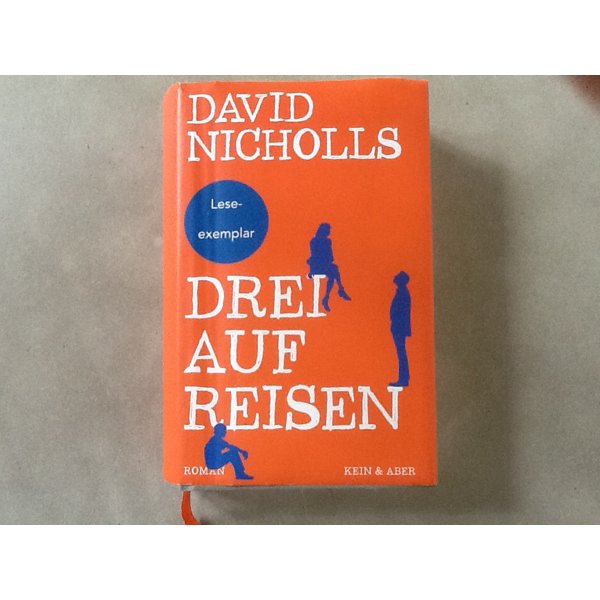 DAVID
NICHOLLS
Lese-
exemplar
DREI
AUF
REISEN
ROMAN
KEIN & ABER